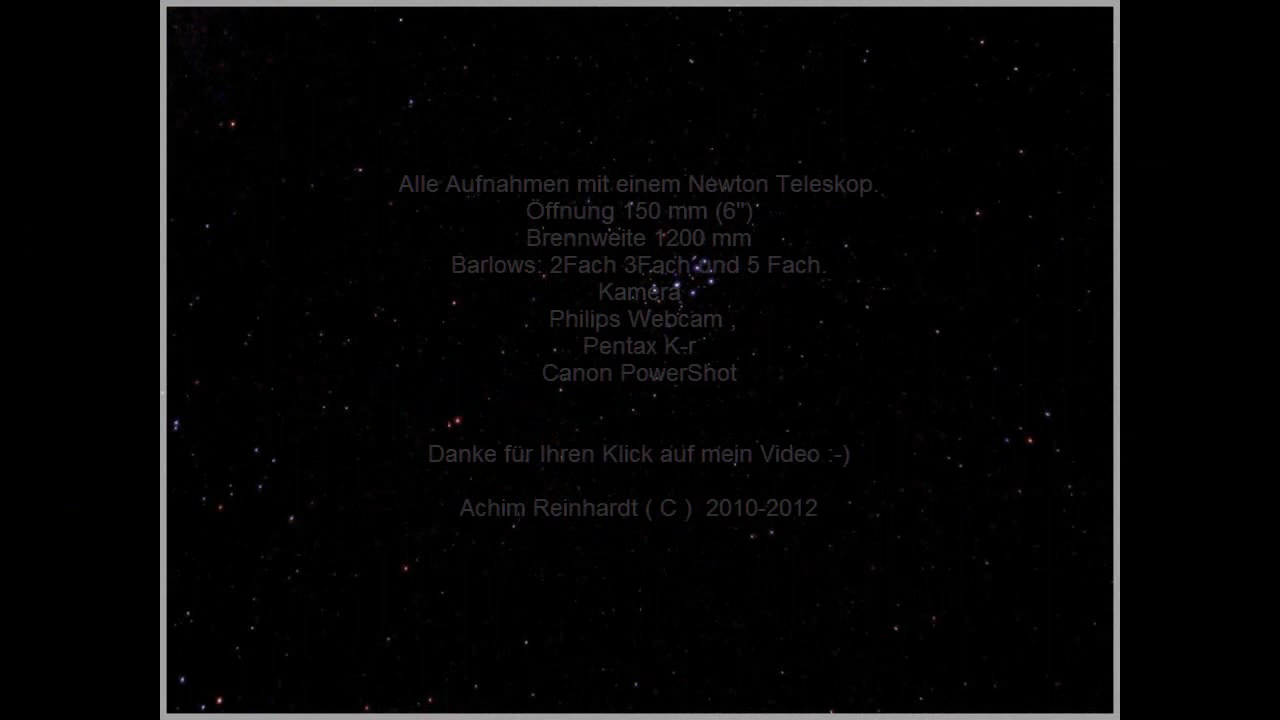 Alle Aufnahmen mit einem Newton Teleskop.
Öffnung 150 mm (6")
Brennweite 1200 mm
Barlows: 2Fach 3Fach und 5 Fach.
Kamera
Philips Webcam ,
Pentax K-r
Canon PowerShot
Danke für Ihren Klick auf mein Video :-)
Achim Reinhardt ( C )  2010-2012